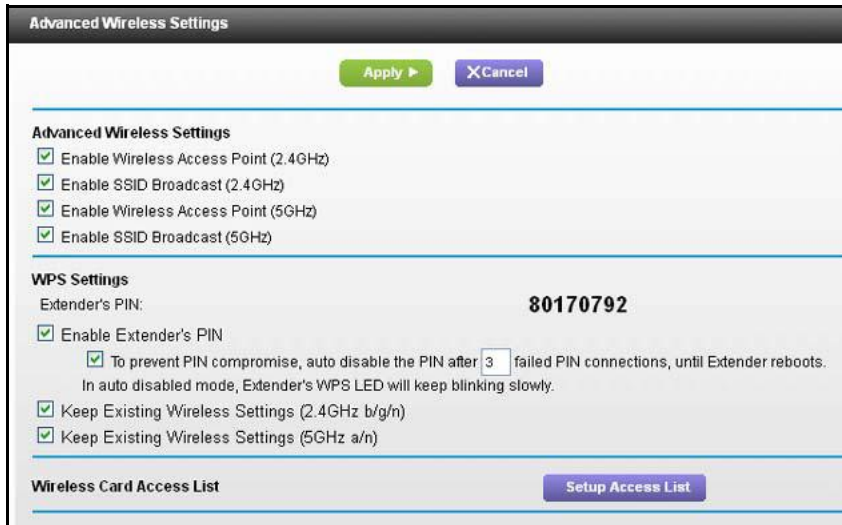 Advanced Wireless Settings
Apply
X Cancel
Advanced Wireless Settings
Enable Wireless Access Point (2.4GHz)
Enable SSID Broadcast (2.4GHz)
Enable Wireless Access Point (5GHz)
Enable SSID Broadcast (5GHz)
WPS Settings
Extender's PIN: 80170792
Enable Extender's PIN
To prevent PIN compromise, auto disable the PIN after 3 failed PIN connections, until Extender reboots.
In auto disabled mode, Extender's WPS LED will keep blinking slowly.
Keep Existing Wireless Settings (2.4GHz b/g/n)
Keep Existing Wireless Settings (5GHz a/n)
Wireless Card Access List Setup Access List